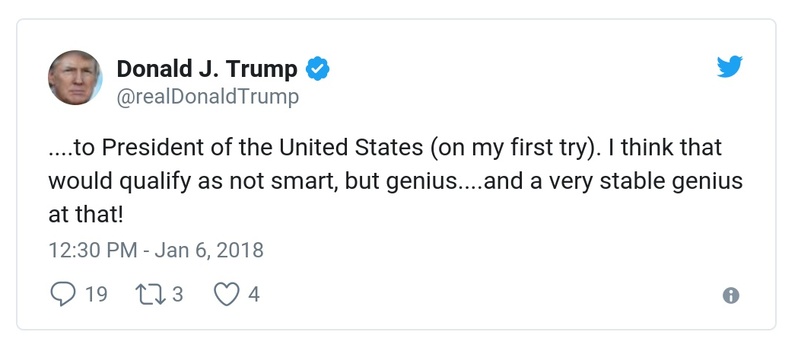 Donald J. Trump
@realDonaldTrump
....to President of the United States (on my first try). I think that
would qualify as not smart, but genius....and a very stable genius
at that!
12:30 PM - Jan 6, 2018
19 3 4